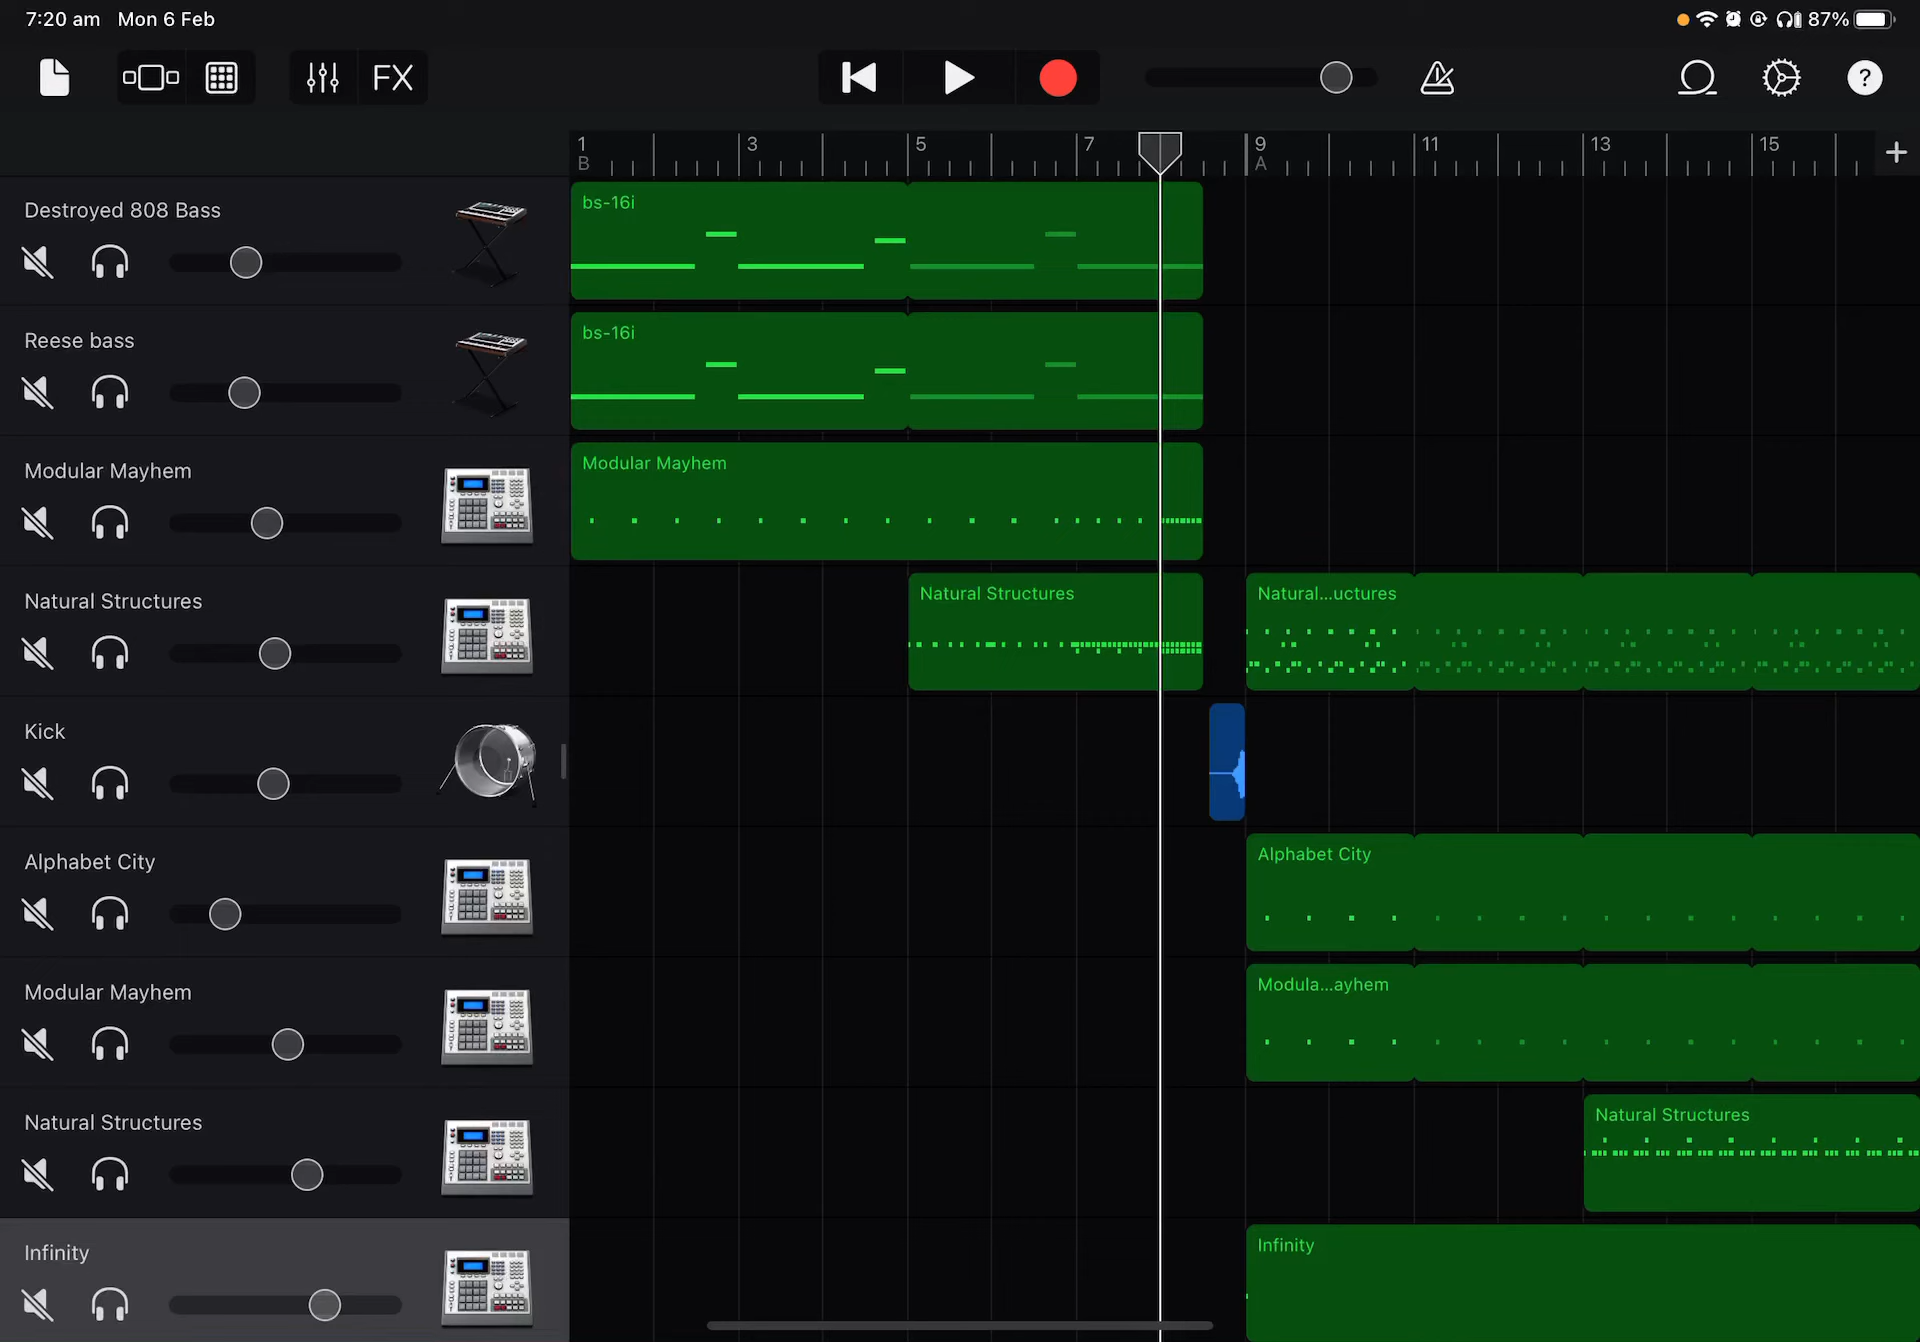 7:20 am Mon 6 Feb
87%
FX
?
1 3 5 7 9 11 13 15
B A
Destroyed 808 Bass
bs-16i
Reese bass
bs-16i
Modular Mayhem
Modular Mayhem
Natural Structures
Natural Structures
Natural...uctures
Kick
Alphabet City
Alphabet City
Modular Mayhem
Modula...ayhem
Natural Structures
Natural Structures
Infinity
Infinity